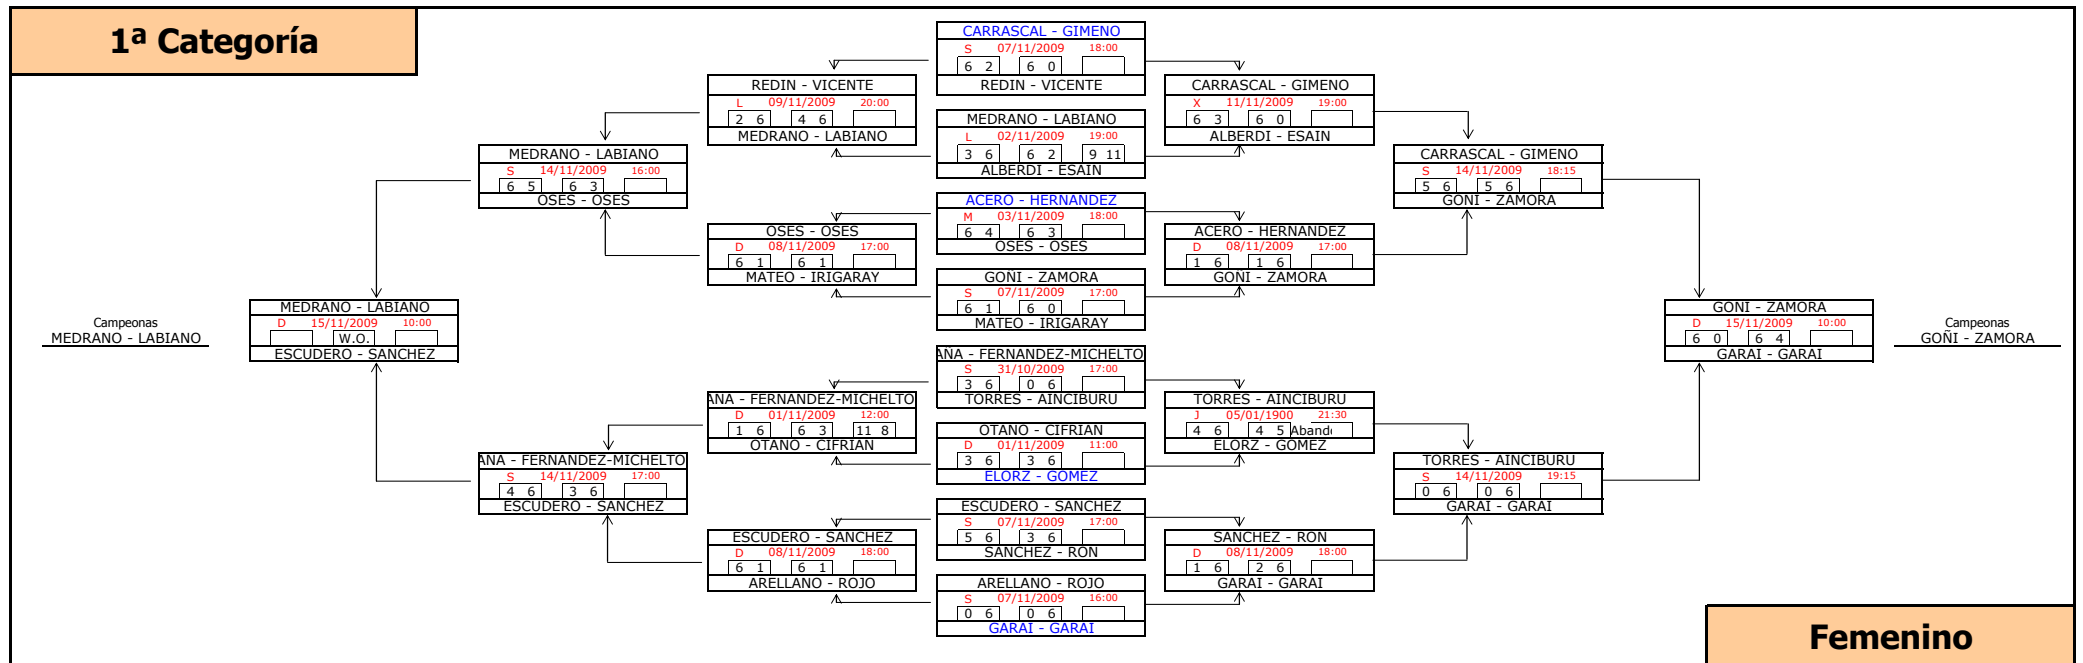 1ª Categoría
CARRASCAL - GIMENO
S 07/11/2009 18:00
6 2 6 0
REDIN - VICENTE
REDIN - VICENTE
L 09/11/2009 20:00
2 6 4 6
MEDRANO - LABIANO
CARRASCAL - GIMENO
X 11/11/2009 19:00
6 3 6 0
ALBERDI - ESAIN
MEDRANO - LABIANO
L 02/11/2009 19:00
3 6 6 2 9 11
ALBERDI - ESAIN
MEDRANO - LABIANO
S 14/11/2009 16:00
6 5 6 3
OSES - OSES
CARRASCAL - GIMENO
S 14/11/2009 18:15
5 6 5 6
GOÑI - ZAMORA
ACERO - HERNANDEZ
M 03/11/2009 18:00
6 4 6 3
OSES - OSES
OSES - OSES
D 08/11/2009 17:00
6 1 6 1
MATEO - IRIGARAY
ACERO - HERNANDEZ
D 08/11/2009 17:00
1 6 1 6
GOÑI - ZAMORA
GOÑI - ZAMORA
S 07/11/2009 17:00
6 1 6 0
MATEO - IRIGARAY
Campeonas
MEDRANO - LABIANO
MEDRANO - LABIANO
D 15/11/2009 10:00
W.O.
ESCUDERO - SANCHEZ
GOÑI - ZAMORA
D 15/11/2009 10:00
6 0 6 4
GARAI - GARAI
Campeonas
GOÑI - ZAMORA
ANA - FERNANDEZ-MICHELTO
S 31/10/2009 17:00
3 6 0 6
TORRES - AINCIBURU
ANA - FERNANDEZ-MICHELTO
D 01/11/2009 12:00
1 6 6 3 11 8
OTANO - CIFRIAN
TORRES - AINCIBURU
J 05/01/1900 21:30
4 6 4 5 Aband
ELORZ - GOMEZ
OTANO - CIFRIAN
D 01/11/2009 11:00
3 6 3 6
ELORZ - GOMEZ
ANA - FERNANDEZ-MICHELTO
S 14/11/2009 17:00
4 6 3 6
ESCUDERO - SANCHEZ
TORRES - AINCIBURU
S 14/11/2009 19:15
0 6 0 6
GARAI - GARAI
ESCUDERO - SANCHEZ
S 07/11/2009 17:00
5 6 3 6
SANCHEZ - RON
ESCUDERO - SANCHEZ
D 08/11/2009 18:00
6 1 6 1
ARELLANO - ROJO
SANCHEZ - RON
D 08/11/2009 18:00
1 6 2 6
GARAI - GARAI
ARELLANO - ROJO
S 07/11/2009 16:00
0 6 0 6
GARAI - GARAI
Femenino